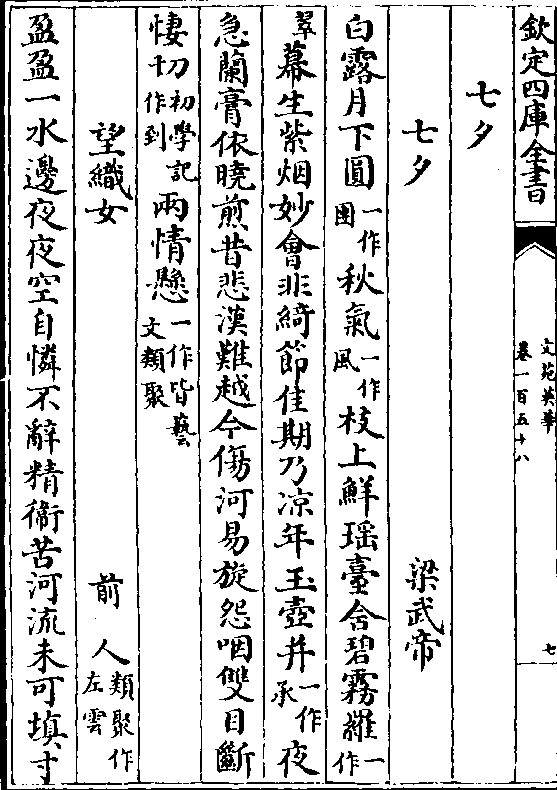 欽定四庫全書
文苑英華
卷一百五十八
七
七夕
七夕　梁武帝
白露月下圓一作團秋氣一作風枝上鮮瑶臺含碧霧羅一作
翠幕生紫烟妙會非綺節佳期乃凉年玉壺幷一作承夜
急蘭膏依曉煎昔悲漢難越今傷河易旋怨咽雙目斷
悽切初學記作到兩情懸一作皆藝文類聚
望織女　前人類聚作左雲
盈盈一水邊夜夜空自憐不辭精衞苦河流未可填寸